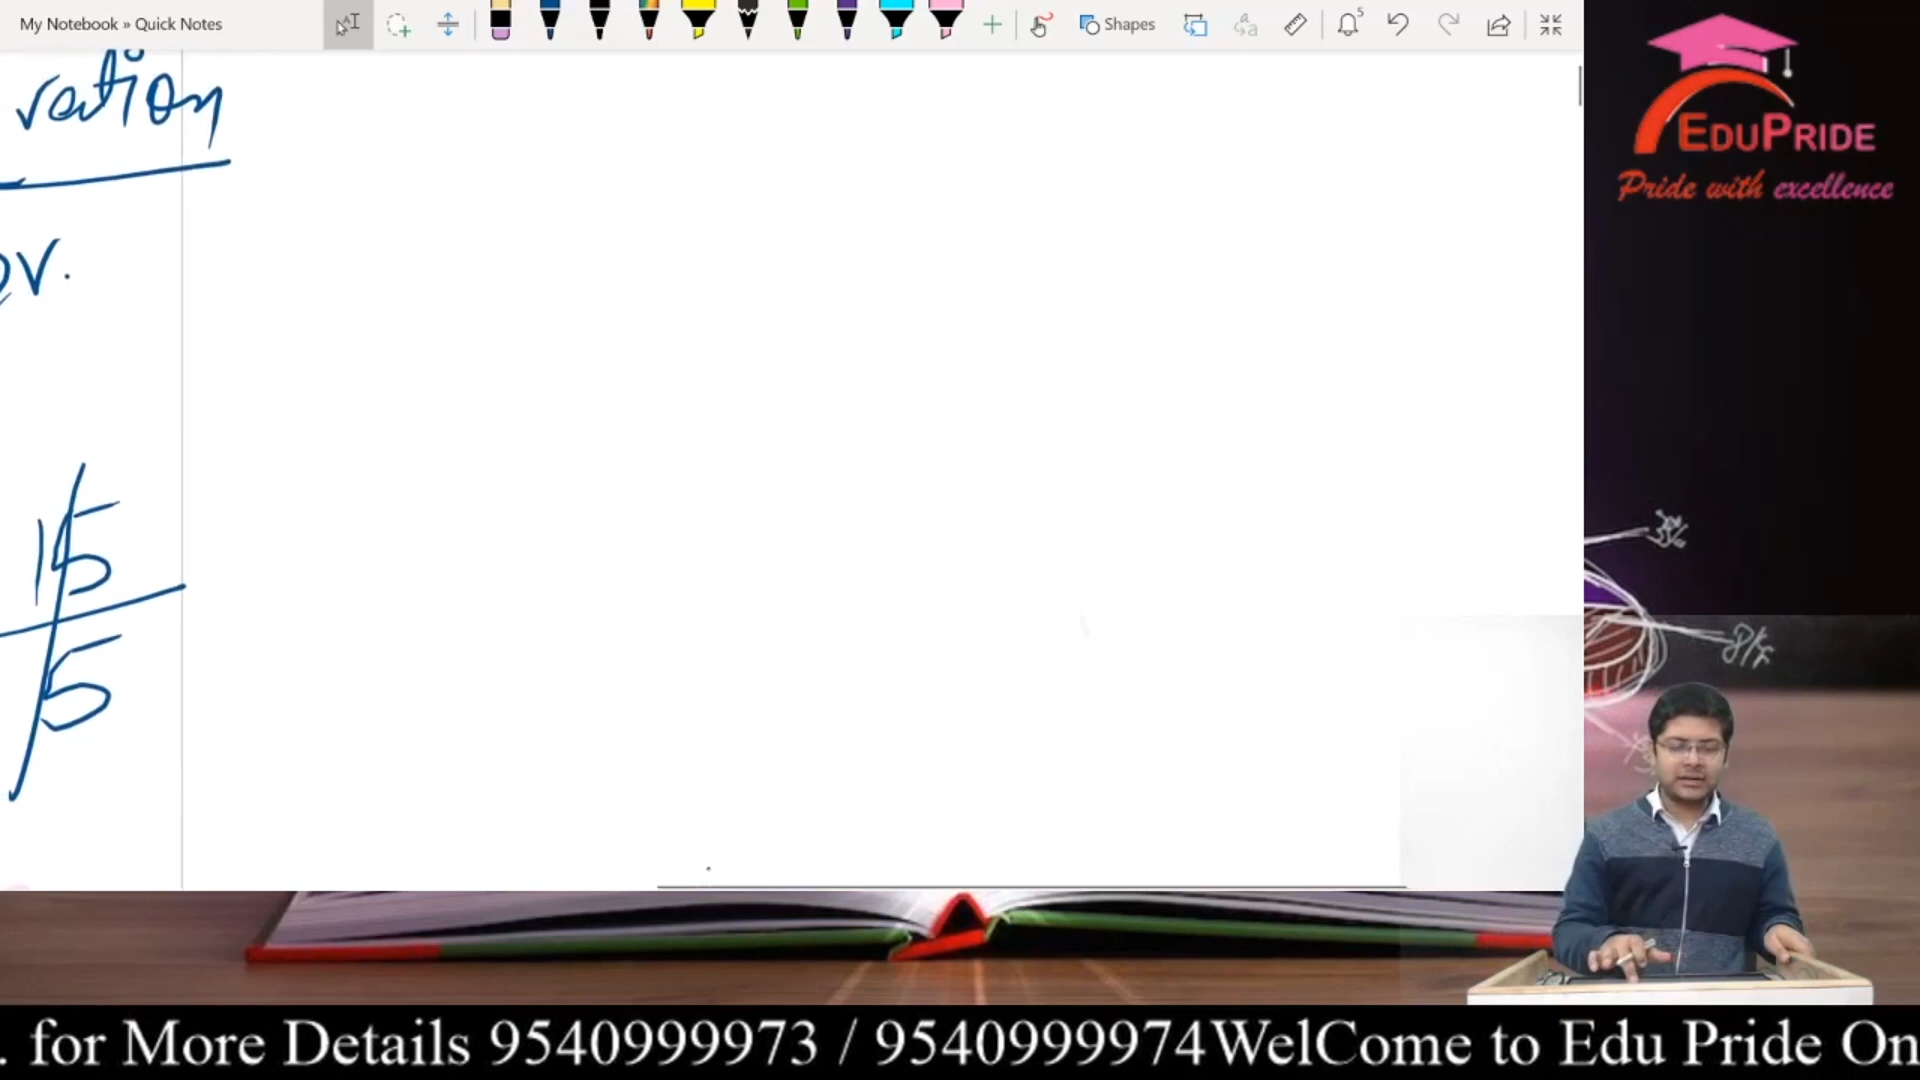 My Notebook » Quick Notes
Shapes
5
EDUPRIDE
Pride with excellence
vation
ov.
15
5
. for More Details 9540999973 / 9540999974WelCome to Edu Pride On